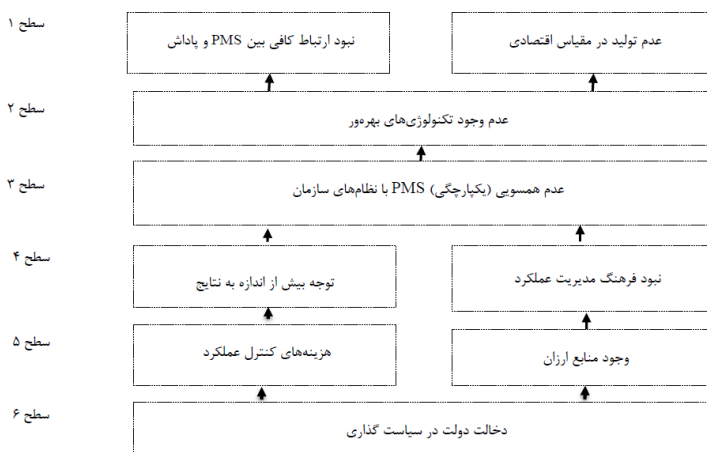 سطح ۱
عدم تولید در مقیاس اقتصادی
نبود ارتباط کافی بین PMS و پاداش
سطح ۲
عدم وجود تکنولوژی‌های بهره‌ور
سطح ۳
عدم همسویی (یکپارچگی) PMS با نظام‌های سازمان
سطح ۴
نبود فرهنگ مدیریت عملکرد
توجه بیش از اندازه به نتایج
سطح ۵
وجود منابع ارزان
هزینه‌های کنترل عملکرد
سطح ۶
دخالت دولت در سیاست گذاری